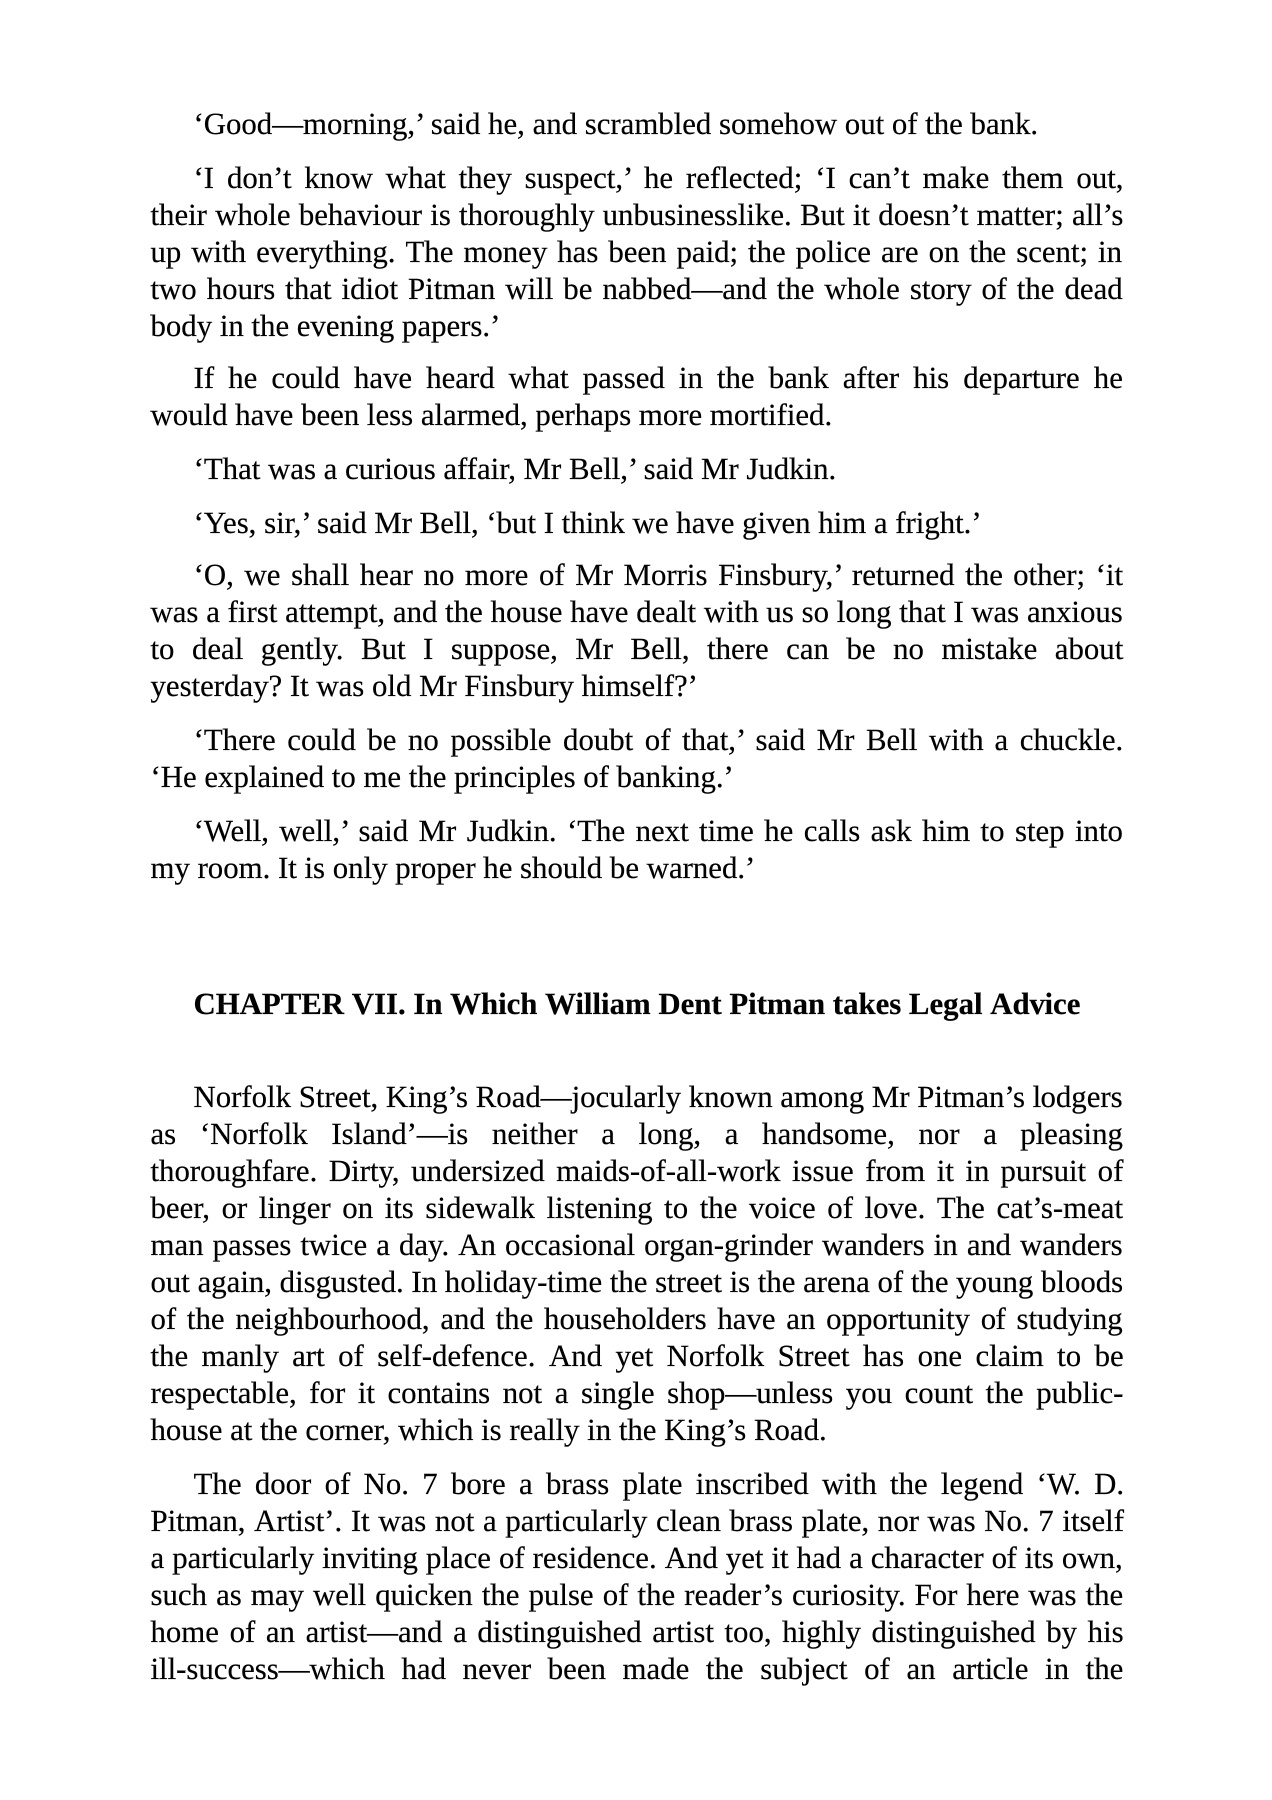 ‘Good—morning,’ said he, and scrambled somehow out of the bank.
‘I don’t know what they suspect,’ he reflected; ‘I can’t make them out,
their whole behaviour is thoroughly unbusinesslike. But it doesn’t matter; all’s
up with everything. The money has been paid; the police are on the scent; in
two hours that idiot Pitman will be nabbed—and the whole story of the dead
body in the evening papers.’
If he could have heard what passed in the bank after his departure he
would have been less alarmed, perhaps more mortified.
‘That was a curious affair, Mr Bell,’ said Mr Judkin.
‘Yes, sir,’ said Mr Bell, ‘but I think we have given him a fright.’
‘O, we shall hear no more of Mr Morris Finsbury,’ returned the other; ‘it
was a first attempt, and the house have dealt with us so long that I was anxious
to deal gently. But I suppose, Mr Bell, there can be no mistake about
yesterday? It was old Mr Finsbury himself?’
‘There could be no possible doubt of that,’ said Mr Bell with a chuckle.
‘He explained to me the principles of banking.’
‘Well, well,’ said Mr Judkin. ‘The next time he calls ask him to step into
my room. It is only proper he should be warned.’
CHAPTER VII. In Which William Dent Pitman takes Legal Advice
Norfolk Street, King’s Road—jocularly known among Mr Pitman’s lodgers
as ‘Norfolk Island’—is neither a long, a handsome, nor a pleasing
thoroughfare. Dirty, undersized maids-of-all-work issue from it in pursuit of
beer, or linger on its sidewalk listening to the voice of love. The cat’s-meat
man passes twice a day. An occasional organ-grinder wanders in and wanders
out again, disgusted. In holiday-time the street is the arena of the young bloods
of the neighbourhood, and the householders have an opportunity of studying
the manly art of self-defence. And yet Norfolk Street has one claim to be
respectable, for it contains not a single shop—unless you count the public-
house at the corner, which is really in the King’s Road.
The door of No. 7 bore a brass plate inscribed with the legend ‘W. D.
Pitman, Artist’. It was not a particularly clean brass plate, nor was No. 7 itself
a particularly inviting place of residence. And yet it had a character of its own,
such as may well quicken the pulse of the reader’s curiosity. For here was the
home of an artist—and a distinguished artist too, highly distinguished by his
ill-success—which had never been made the subject of an article in the